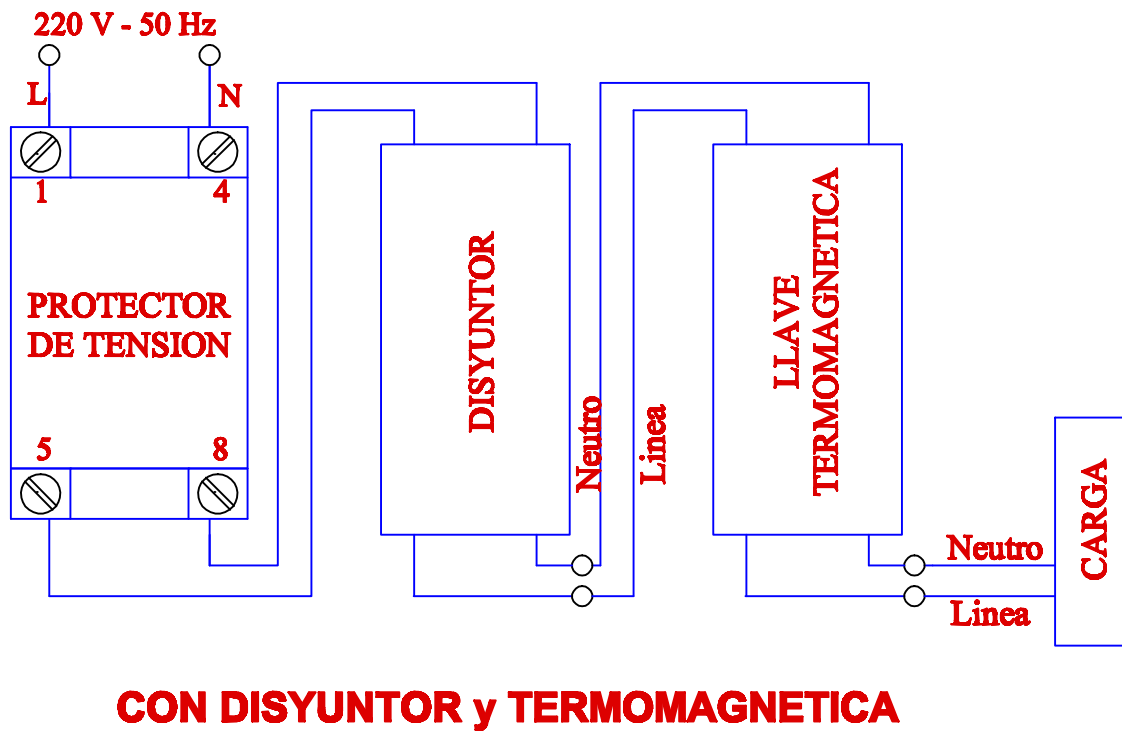 220 V - 50 Hz
L
N
1
4
PROTECTOR
DE TENSION
5
8
DISYUNTOR
Neutro
Linea
LLAVE
TERMOMAGNETICA
Neutro
Linea
CARGA
CON DISYUNTOR y TERMOMAGNETICA